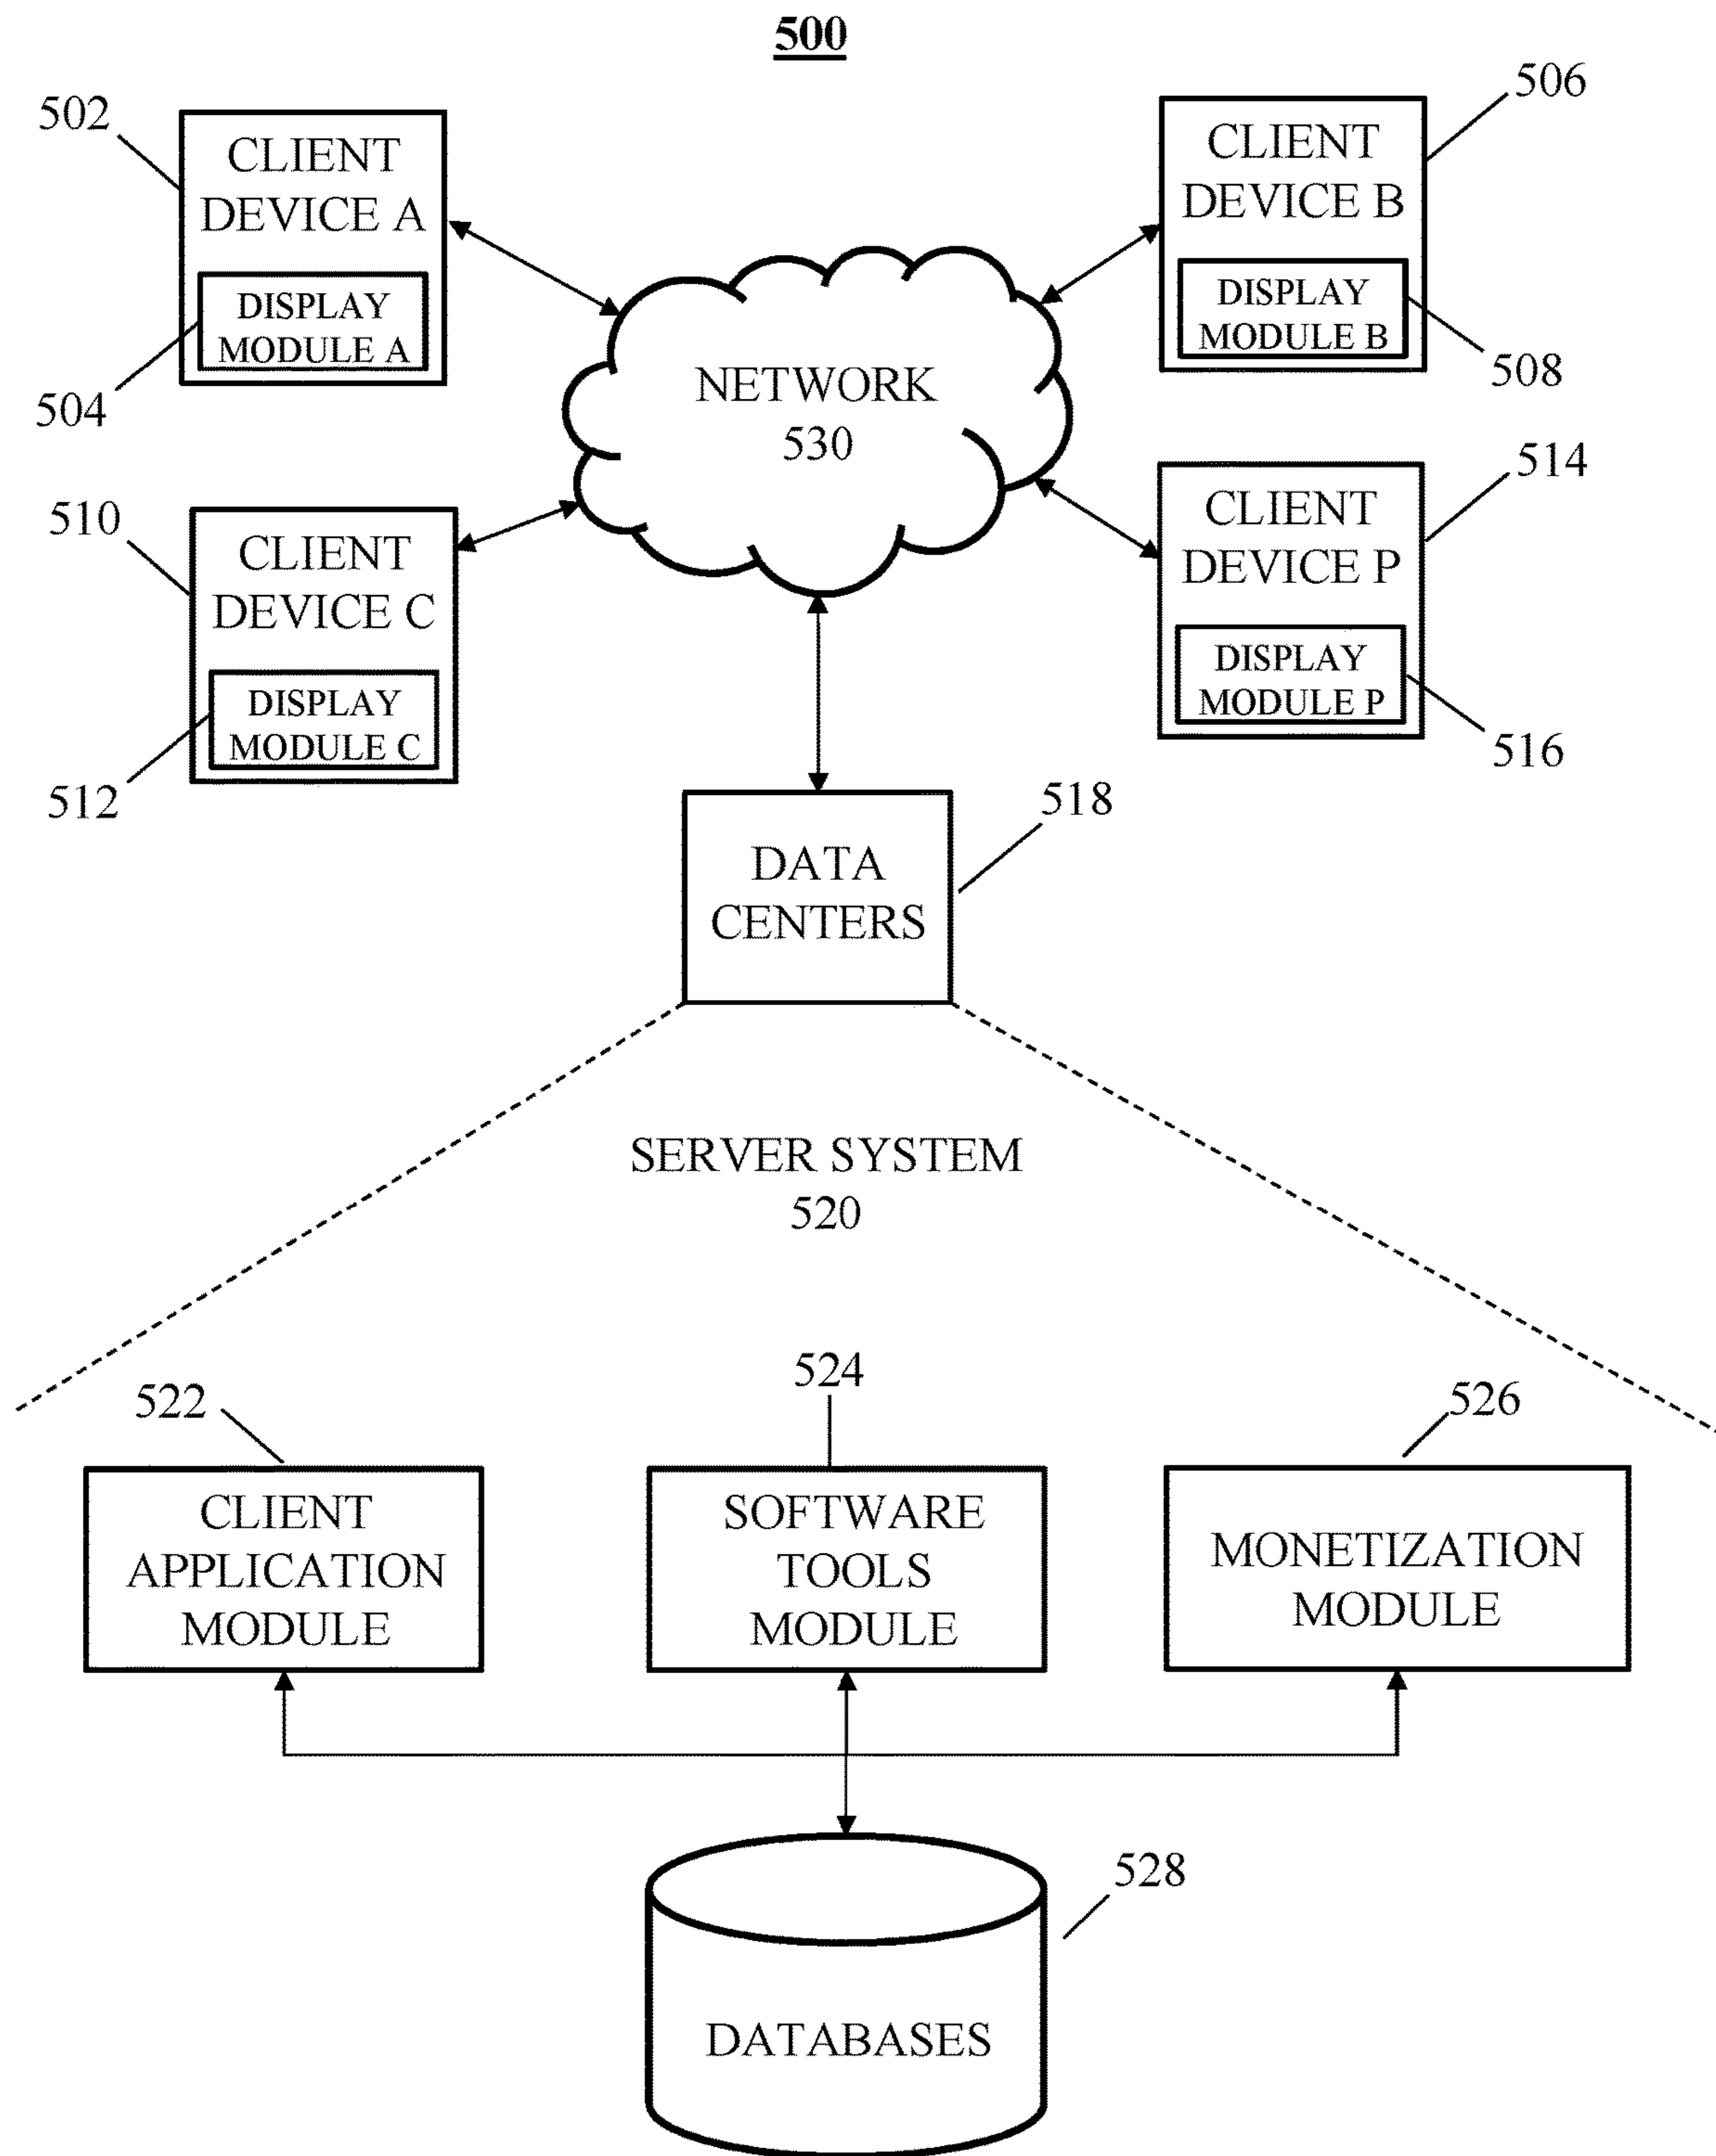 500
502
CLIENT
DEVICE A
DISPLAY
MODULE A
504
506
CLIENT
DEVICE B
DISPLAY
MODULE B
508
NETWORK
530
510
CLIENT
DEVICE C
DISPLAY
MODULE C
512
514
CLIENT
DEVICE P
DISPLAY
MODULE P
516
518
DATA
CENTERS
SERVER SYSTEM
520
522
CLIENT
APPLICATION
MODULE
524
SOFTWARE
TOOLS
MODULE
526
MONETIZATION
MODULE
528
DATABASES